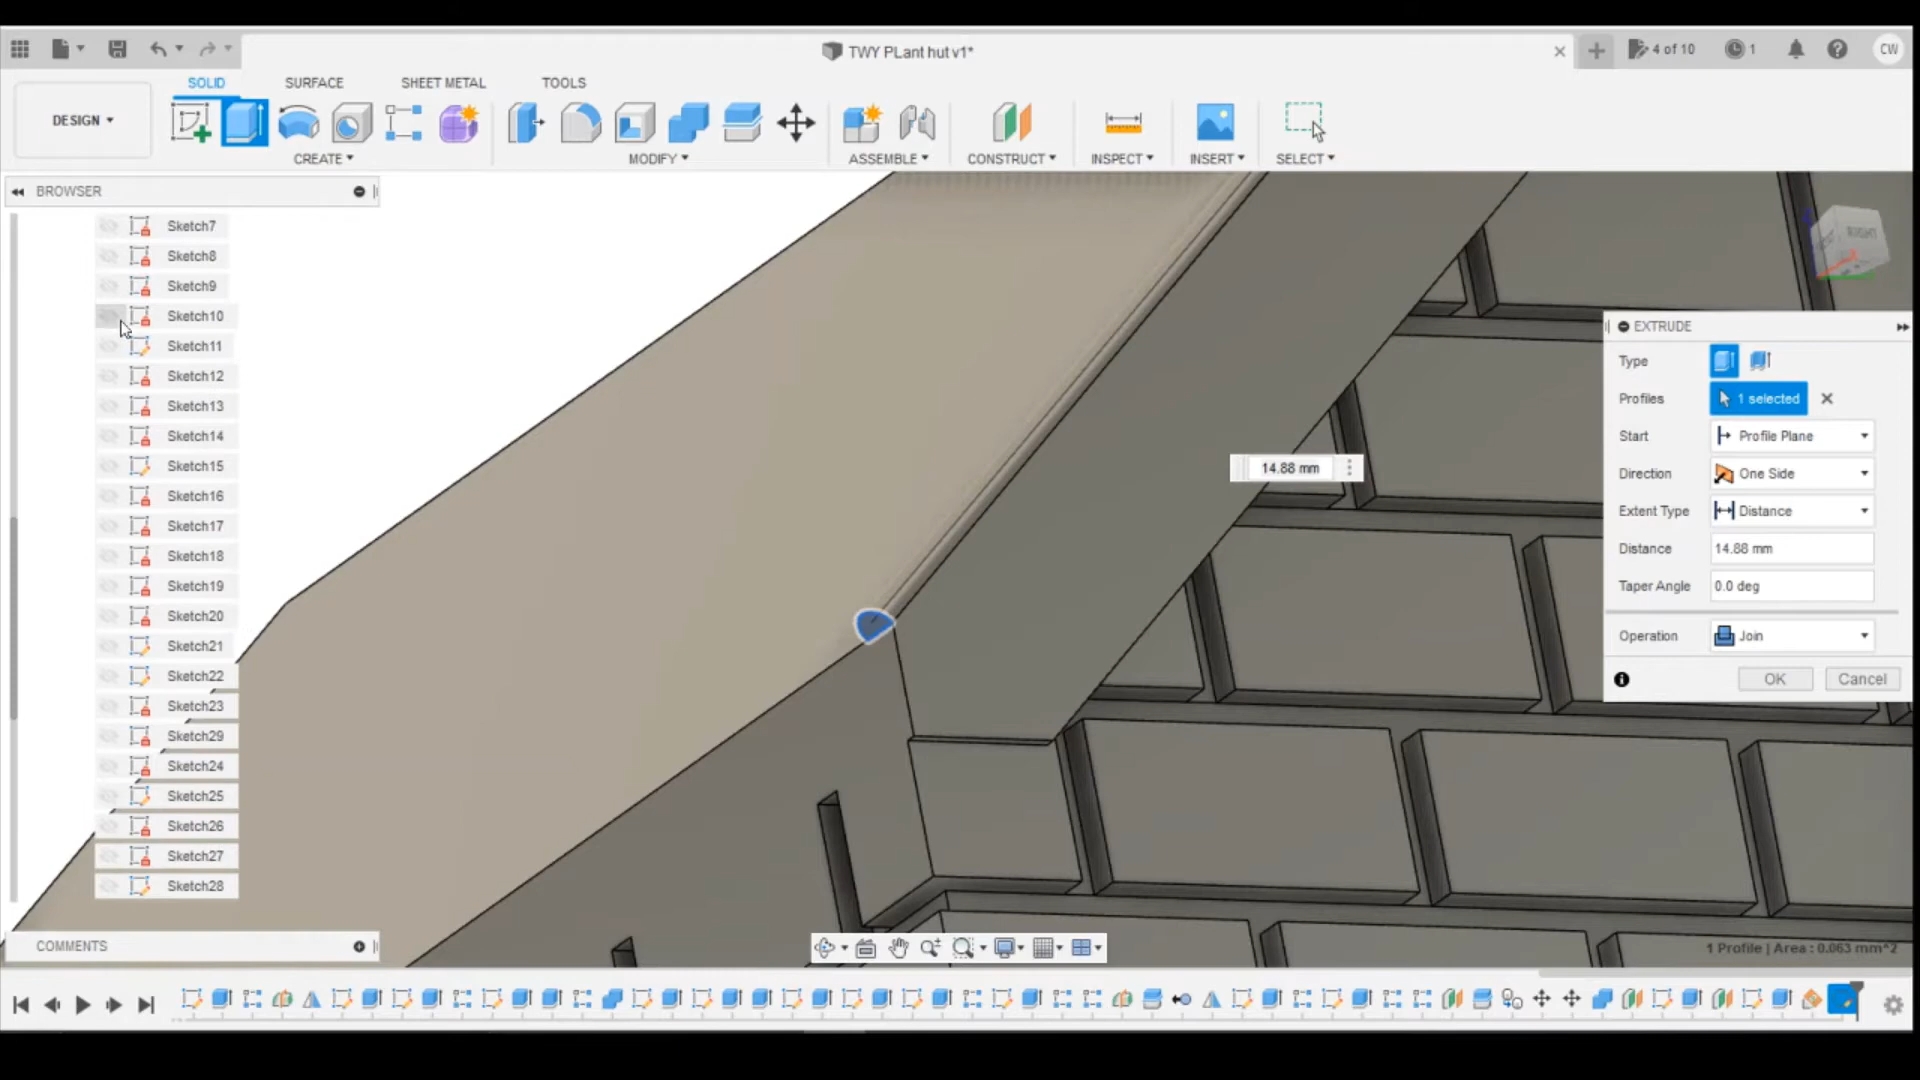 TWY PLant hut v1*
4 of 10
1
CW
SOLID
SURFACE
SHEET METAL
TOOLS
DESIGN
CREATE
MODIFY
ASSEMBLE
CONSTRUCT
INSPECT
INSERT
SELECT
BROWSER
Sketch7
Sketch8
Sketch9
Sketch10
Sketch11
Sketch12
Sketch13
Sketch14
Sketch15
Sketch16
Sketch17
Sketch18
Sketch19
Sketch20
Sketch21
Sketch22
Sketch23
Sketch29
Sketch24
Sketch25
Sketch26
Sketch27
Sketch28
RIGHT
14.88 mm
EXTRUDE
Type
Profiles 1 selected
Start Profile Plane
Direction One Side
Extent Type Distance
Distance 14.88 mm
Taper Angle 0.0 deg
Operation Join
OK Cancel
COMMENTS
1 Profile | Area : 0.063 mm^2